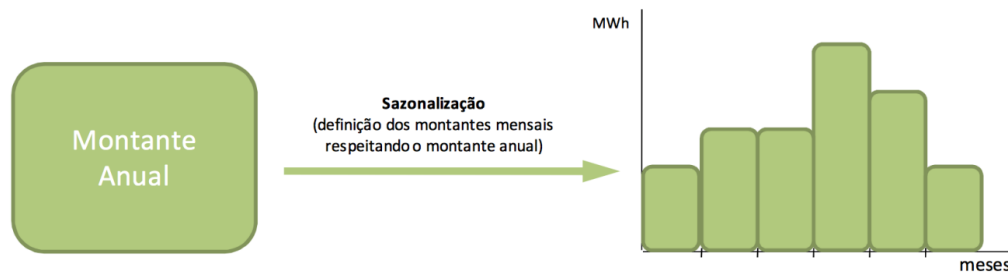 Montante
Anual
Sazonalização
(definição dos montantes mensais
respeitando o montante anual)
MWh
meses